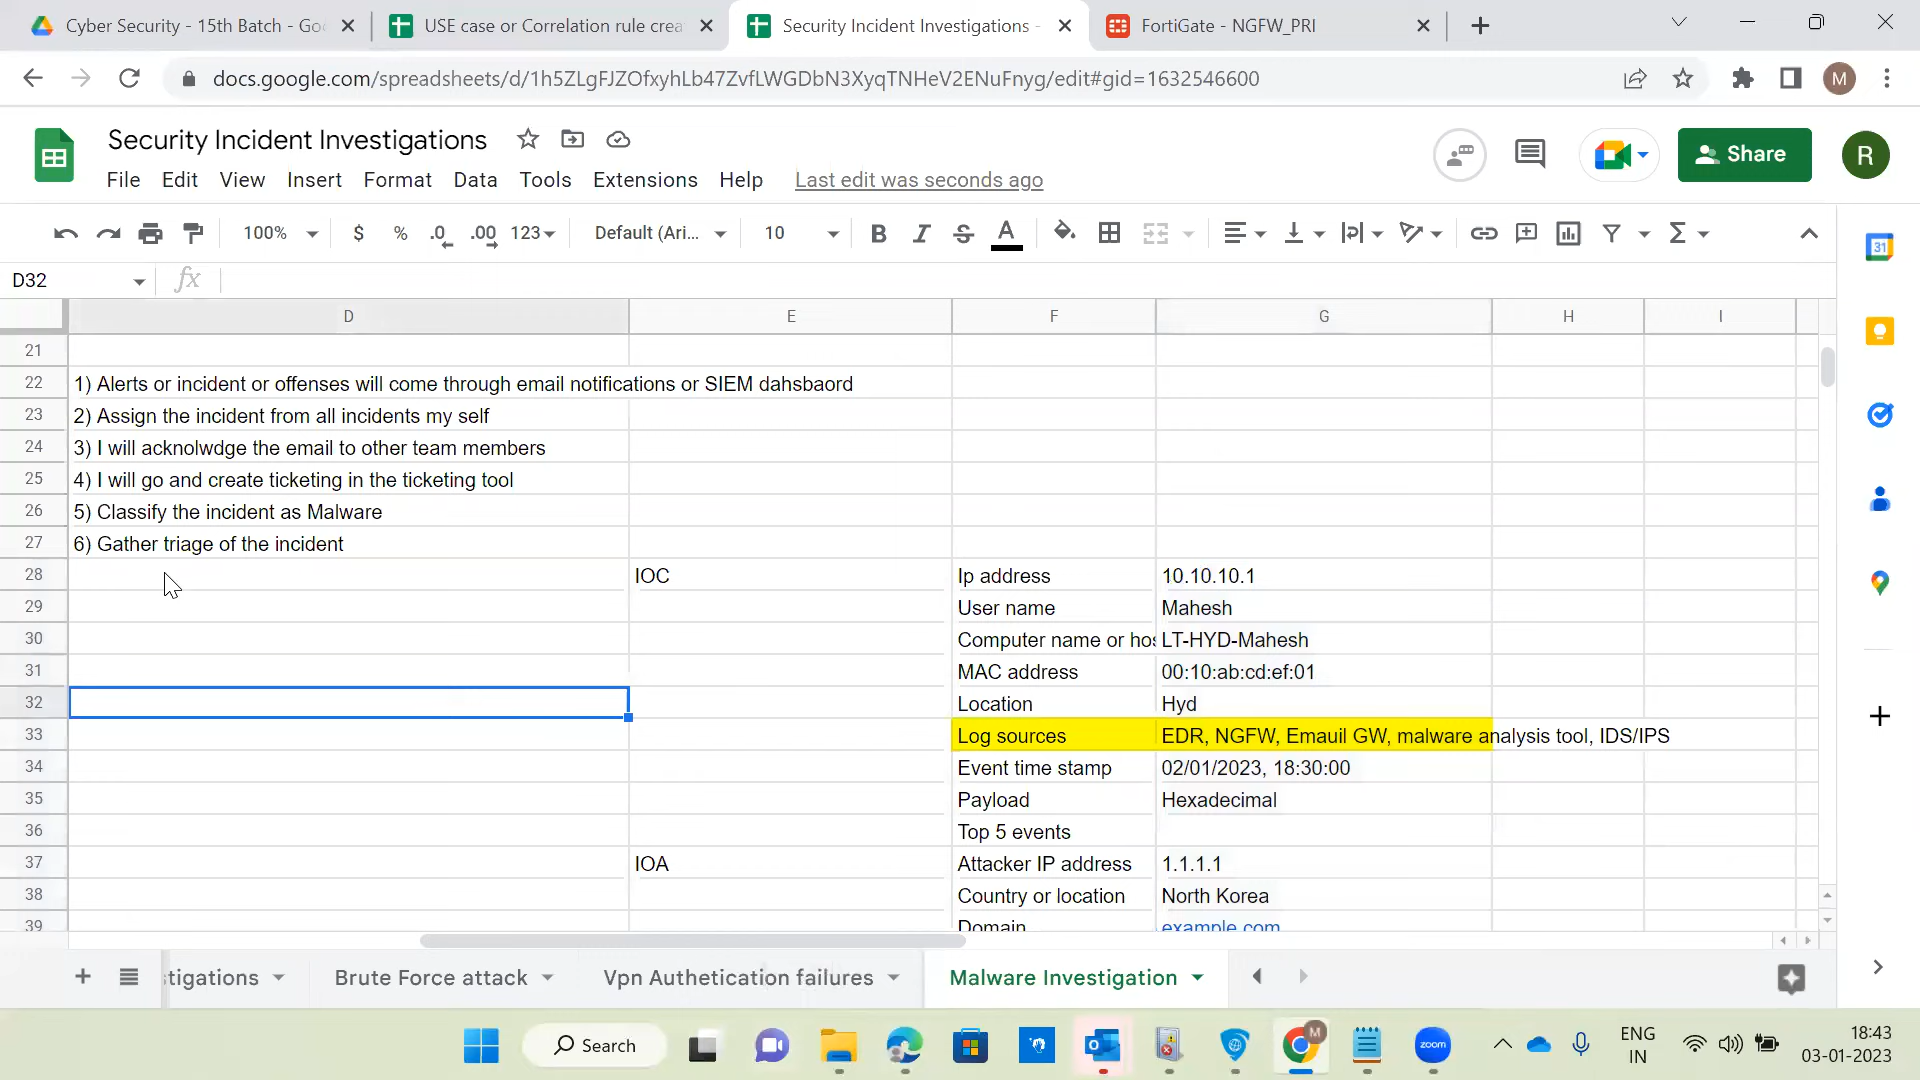 Cyber Security - 15th Batch - Go
USE case or Correlation rule crea
Security Incident Investigations -
FortiGate - NGFW_PRI
docs.google.com/spreadsheets/d/1h5ZLgFJZOfxyhLb47ZvfLWGDbN3XyqTNHeV2ENuFnyg/edit#gid=1632546600
M
Security Incident Investigations
Share
R
File Edit View Insert Format Data Tools Extensions Help Last edit was seconds ago
100% $ % .0 .00 123 Default (Ari... 10 B I S A
31
D32 fx
D E F G H I
21
22 1) Alerts or incident or offenses will come through email notifications or SIEM dahsbaord
23 2) Assign the incident from all incidents my self
24 3) I will acknolwdge the email to other team members
25 4) I will go and create ticketing in the ticketing tool
26 5) Classify the incident as Malware
27 6) Gather triage of the incident
28 IOC Ip address 10.10.10.1
29 User name Mahesh
30 Computer name or hos LT-HYD-Mahesh
31 MAC address 00:10:ab:cd:ef:01
32 Location Hyd
33 Log sources EDR, NGFW, Emauil GW, malware analysis tool, IDS/IPS
34 Event time stamp 02/01/2023, 18:30:00
35 Payload Hexadecimal
36 Top 5 events
37 IOA Attacker IP address 1.1.1.1
38 Country or location North Korea
39 Domain example.com
tigations Brute Force attack Vpn Authetication failures Malware Investigation
Search
M
zoom
ENG
IN
18:43
03-01-2023